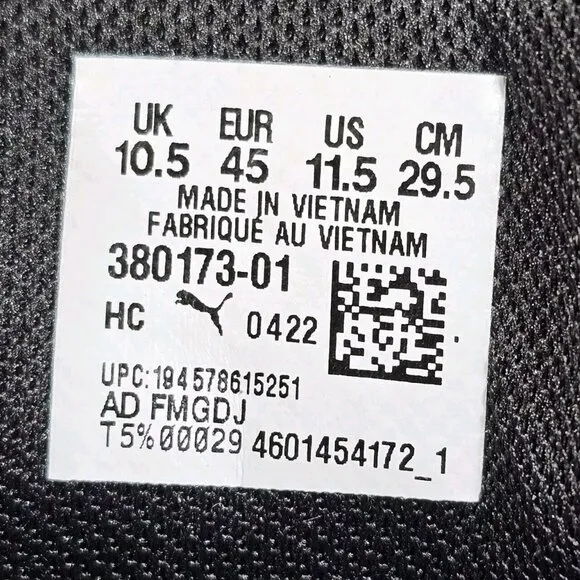 UK EUR US CM
10.5 45 11.5 29.5
MADE IN VIETNAM
FABRIQUÉ AU VIETNAM
380173-01
HC 0422
UPC:194578615251
AD FMGDJ
T5%00029 4601454172_1